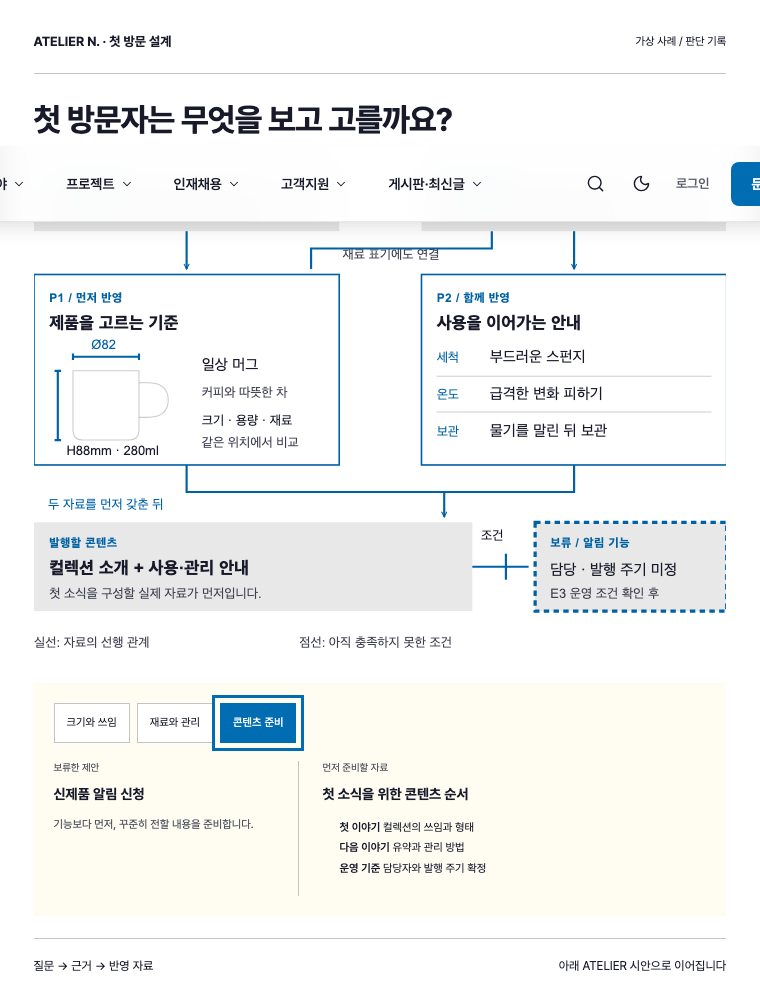 ATELIER N. · 첫 방문 설계
가상 사례 / 판단 기록
첫 방문자는 무엇을 보고 고를까요?
프로젝트
인재채용
고객지원
게시판·최신글
로그인
재료 표기에도 연결
P1 / 먼저 반영
제품을 고르는 기준
Ø82
H88mm · 280ml
일상 머그
커피와 따뜻한 차
크기 · 용량 · 재료
같은 위치에서 비교
P2 / 함께 반영
사용을 이어가는 안내
세척 부드러운 스펀지
온도 급격한 변화 피하기
보관 물기를 말린 뒤 보관
두 자료를 먼저 갖춘 뒤
발행할 콘텐츠
컬렉션 소개 + 사용·관리 안내
첫 소식을 구성할 실제 자료가 먼저입니다.
조건
보류 / 알림 기능
담당 · 발행 주기 미정
E3 운영 조건 확인 후
실선: 자료의 선행 관계
점선: 아직 충족하지 못한 조건
크기와 쓰임
재료와 관리
콘텐츠 준비
보류한 제안
신제품 알림 신청
기능보다 먼저, 꾸준히 전할 내용을 준비합니다.
먼저 준비할 자료
첫 소식을 위한 콘텐츠 순서
첫 이야기 컬렉션의 쓰임과 형태
다음 이야기 유약과 관리 방법
운영 기준 담당자와 발행 주기 확정
질문 → 근거 → 반영 자료
아래 ATELIER 시안으로 이어집니다